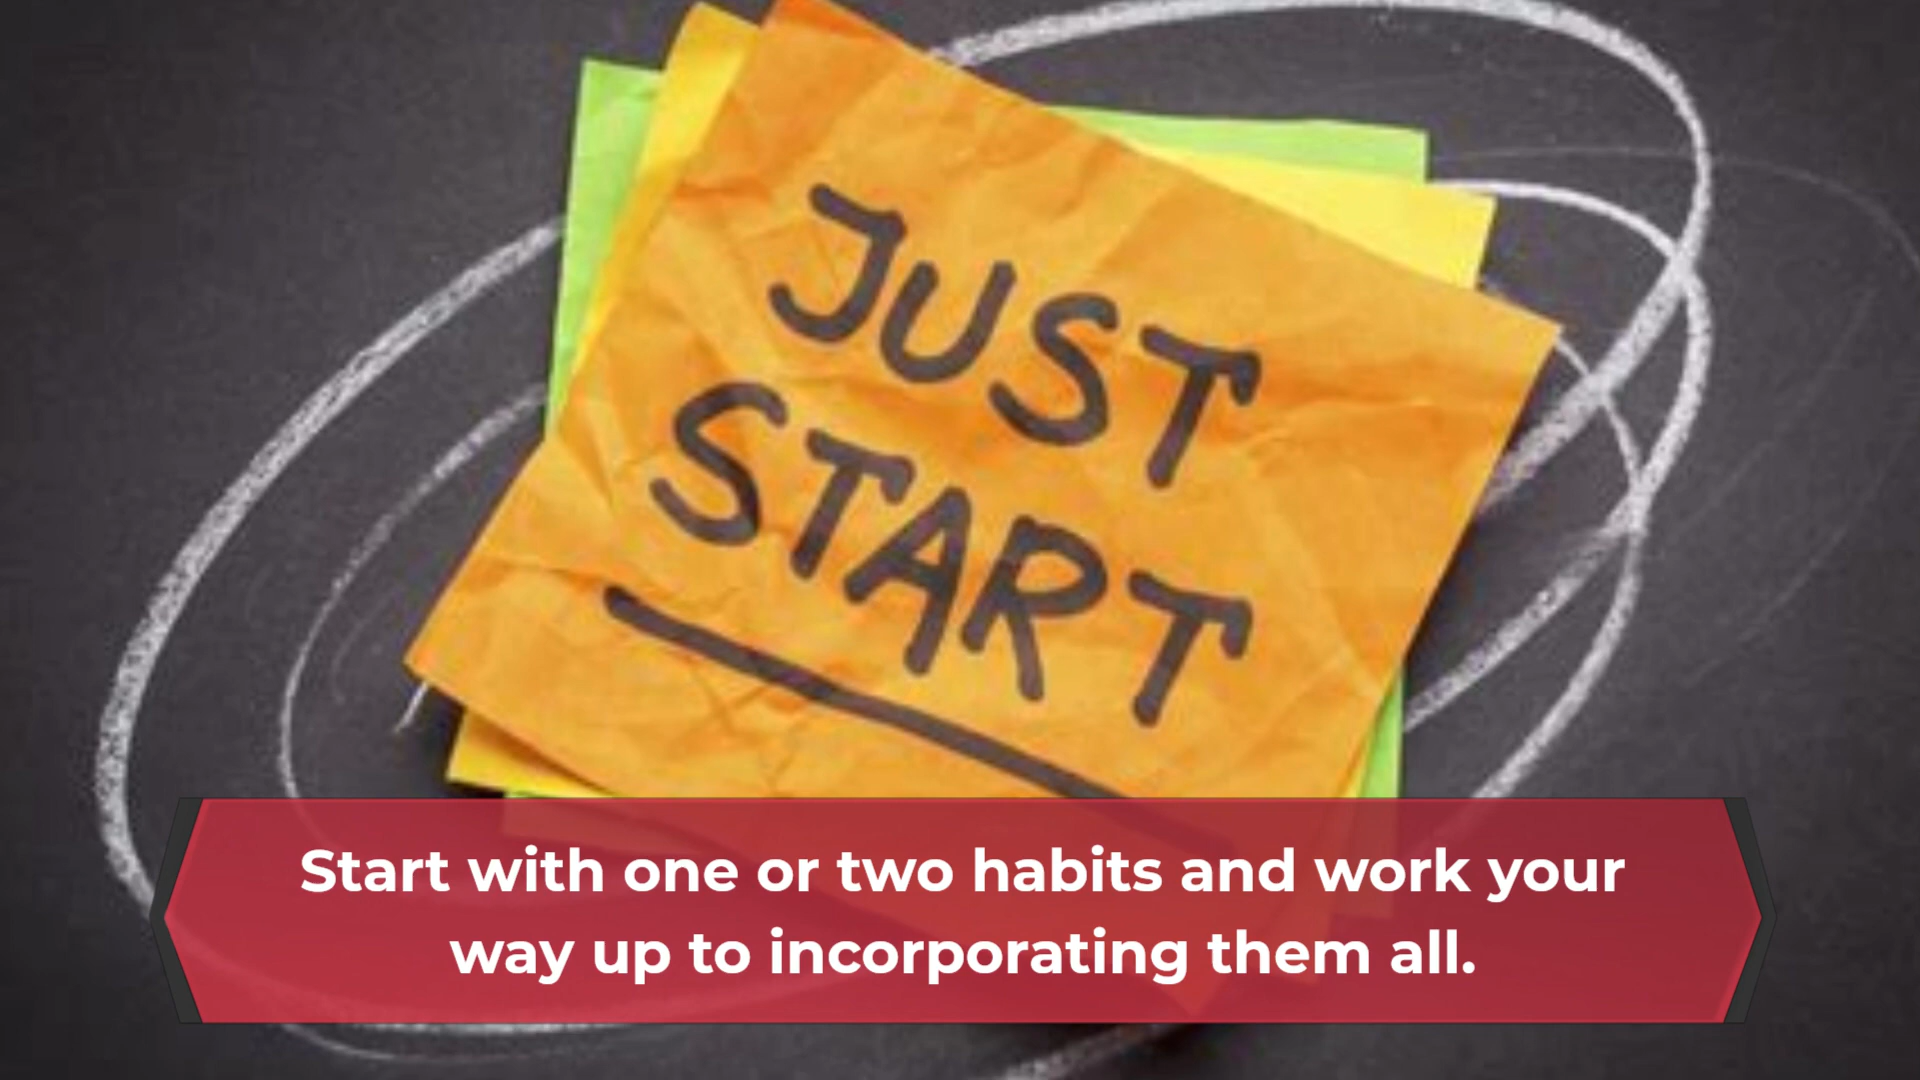 JUST
START
Start with one or two habits and work your
way up to incorporating them all.